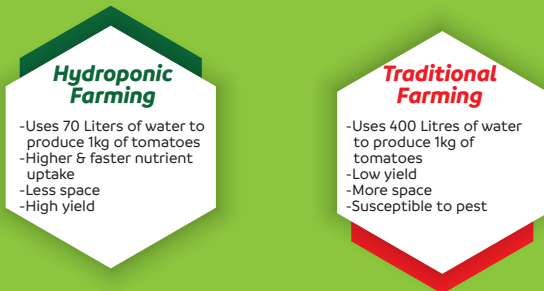 Hydroponic
Farming
-Uses 70 Liters of water to
produce 1kg of tomatoes
-Higher & faster nutrient
uptake
-Less space
-High yield
Traditional
Farming
-Uses 400 Litres of water
to produce 1kg of
tomatoes
-Low yield
-More space
-Susceptible to pest